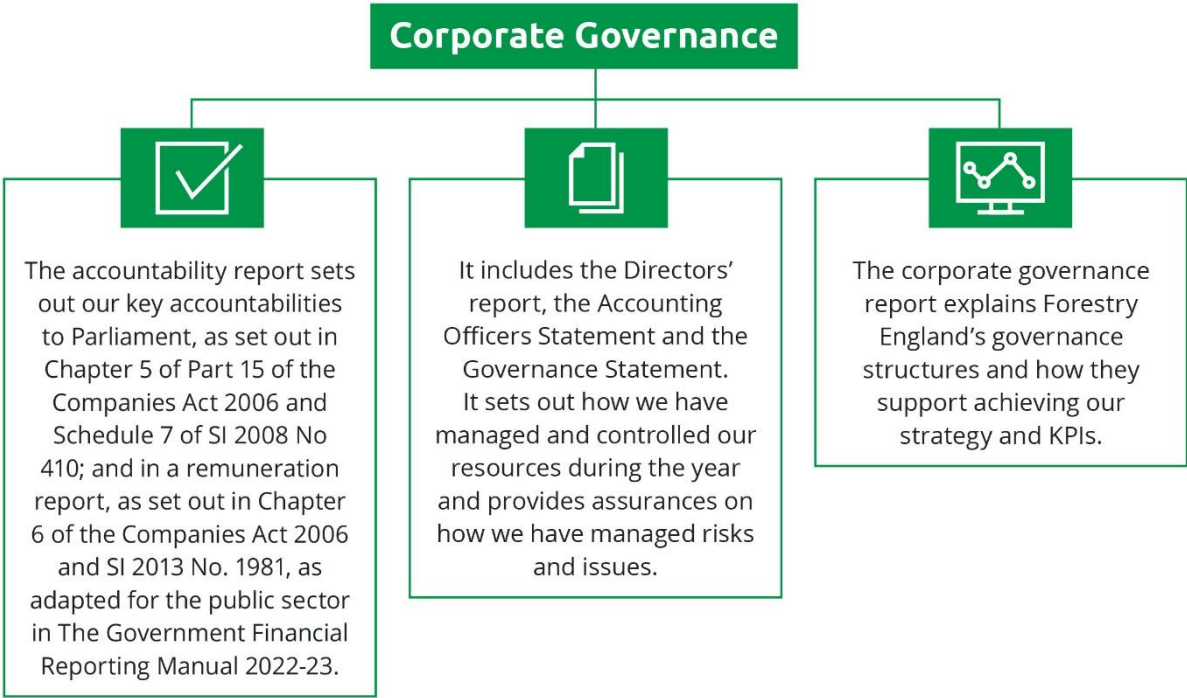 Corporate Governance
The accountability report sets
out our key accountabilities
to Parliament, as set out in
Chapter 5 of Part 15 of the
Companies Act 2006 and
Schedule 7 of SI 2008 No
410; and in a remuneration
report, as set out in Chapter
6 of the Companies Act 2006
and SI 2013 No. 1981, as
adapted for the public sector
in The Government Financial
Reporting Manual 2022-23.
It includes the Directors’
report, the Accounting
Officers Statement and the
Governance Statement.
It sets out how we have
managed and controlled our
resources during the year
and provides assurances on
how we have managed risks
and issues.
The corporate governance
report explains Forestry
England’s governance
structures and how they
support achieving our
strategy and KPIs.